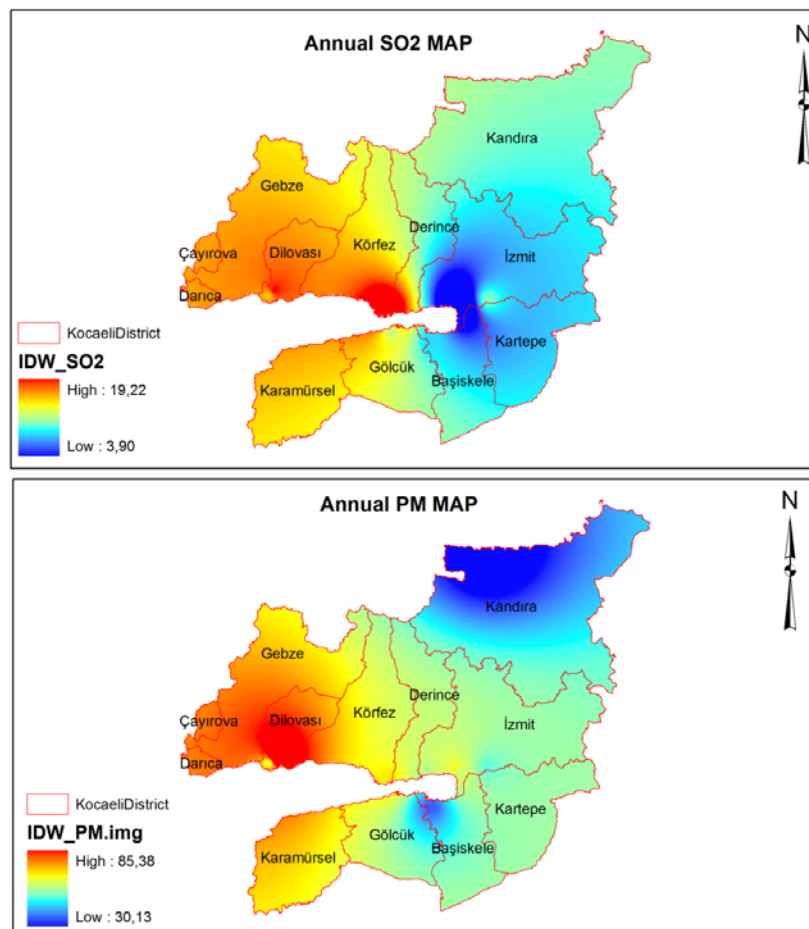 Annual SO2 MAP
N
Kandıra
Gebze
Derince
Çayırova
Dilovası
Körfez
İzmit
Darıca
KocaeliDistrict
Kartepe
IDW_SO2
Gölcük
High : 19,22
Karamürsel
Başiskele
Low : 3,90
Annual PM MAP
N
Kandıra
Gebze
Derince
Çayırova
Dilovası
Körfez
İzmit
Darıca
KocaeliDistrict
Kartepe
IDW_PM.img
Gölcük
Başiskele
High : 85,38
Karamürsel
Low : 30,13